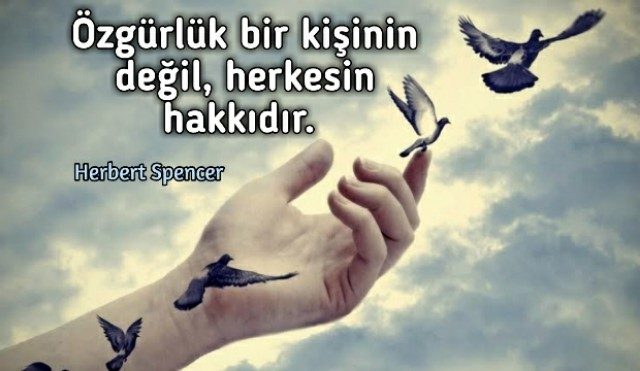 Özgürlük bir kişinin
değil, herkesin
hakkıdır.
Herbert Spencer